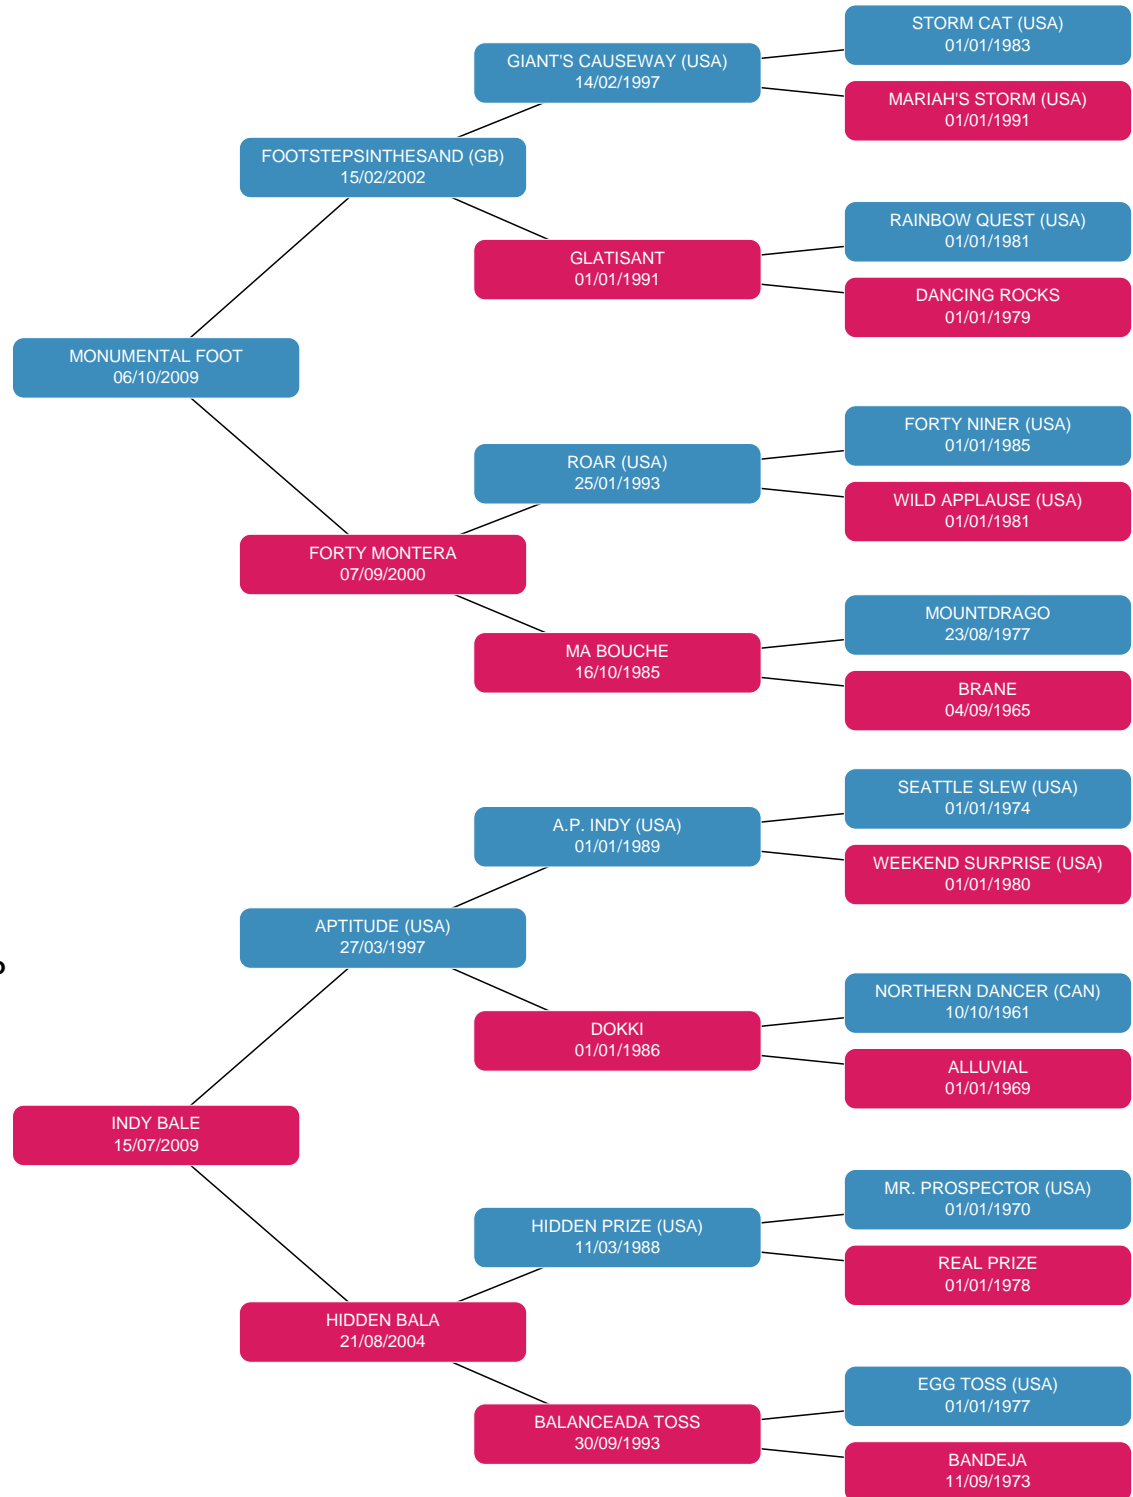 STORM CAT (USA)
01/01/1983
GIANT'S CAUSEWAY (USA)
14/02/1997
MARIAH'S STORM (USA)
01/01/1991
FOOTSTEPSINTHESAND (GB)
15/02/2002
RAINBOW QUEST (USA)
01/01/1981
GLATISANT
01/01/1991
DANCING ROCKS
01/01/1979
MONUMENTAL FOOT
06/10/2009
FORTY NINER (USA)
01/01/1985
ROAR (USA)
25/01/1993
WILD APPLAUSE (USA)
01/01/1981
FORTY MONTERA
07/09/2000
MOUNTDRAGO
23/08/1977
MA BOUCHE
16/10/1985
BRANE
04/09/1965
SEATTLE SLEW (USA)
01/01/1974
A.P. INDY (USA)
01/01/1989
WEEKEND SURPRISE (USA)
01/01/1980
APTITUDE (USA)
27/03/1997
NORTHERN DANCER (CAN)
10/10/1961
DOKKI
01/01/1986
ALLUVIAL
01/01/1969
INDY BALE
15/07/2009
MR. PROSPECTOR (USA)
01/01/1970
HIDDEN PRIZE (USA)
11/03/1988
REAL PRIZE
01/01/1978
HIDDEN BALA
21/08/2004
EGG TOSS (USA)
01/01/1977
BALANCEADA TOSS
30/09/1993
BANDEJA
11/09/1973